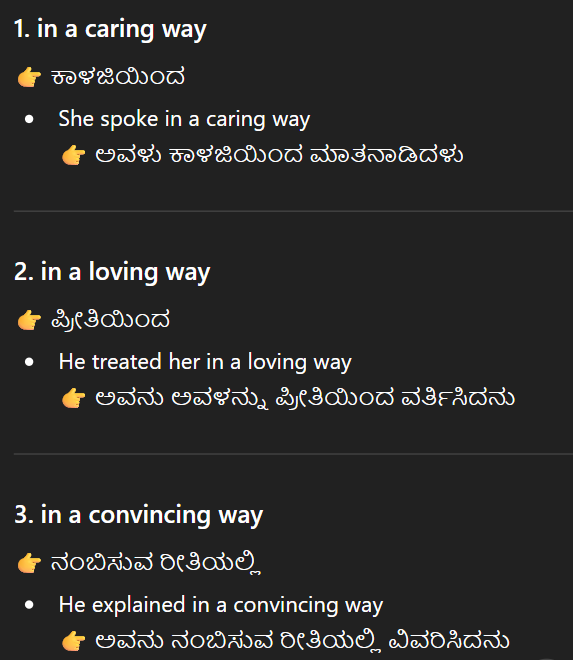 1. in a caring way
👉 ಕಾಳಜಿಯಿಂದ
• She spoke in a caring way
👉 ಅವಳು ಕಾಳಜಿಯಿಂದ ಮಾತನಾಡಿದಳು
2. in a loving way
👉 ಪ್ರೀತಿಯಿಂದ
• He treated her in a loving way
👉 ಅವನು ಅವಳನ್ನು ಪ್ರೀತಿಯಿಂದ ವರ್ತಿಸಿದನು
3. in a convincing way
👉 ನಂಬಿಸುವ ರೀತಿಯಲ್ಲಿ
• He explained in a convincing way
👉 ಅವನು ನಂಬಿಸುವ ರೀತಿಯಲ್ಲಿ ವಿವರಿಸಿದನು